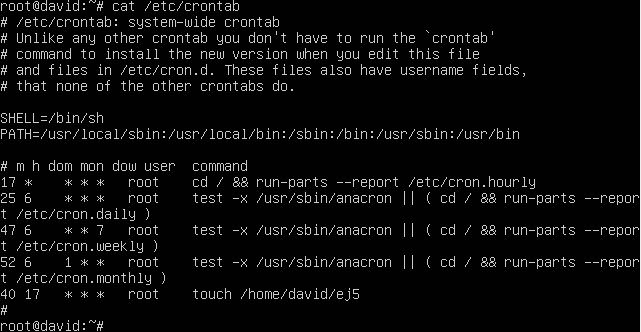 root@david:~# cat /etc/crontab
# /etc/crontab: system-wide crontab
# Unlike any other crontab you don't have to run the `crontab'
# command to install the new version when you edit this file
# and files in /etc/cron.d. These files also have username fields,
# that none of the other crontabs do.

SHELL=/bin/sh
PATH=/usr/local/sbin:/usr/local/bin:/sbin:/bin:/usr/sbin:/usr/bin

# m h dom mon dow user  command
17 *    * * *   root    cd / && run-parts --report /etc/cron.hourly
25 6    * * *   root    test -x /usr/sbin/anacron || ( cd / && run-parts --repor
t /etc/cron.daily )
47 6    * * 7   root    test -x /usr/sbin/anacron || ( cd / && run-parts --repor
t /etc/cron.weekly )
52 6    1 * *   root    test -x /usr/sbin/anacron || ( cd / && run-parts --repor
t /etc/cron.monthly )
40 17   * * *   root    touch /home/david/ej5
#
root@david:~#